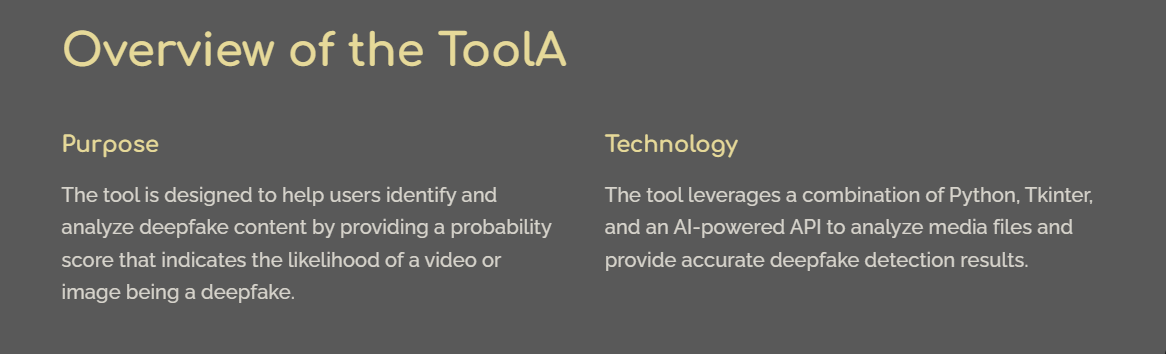 Overview of the ToolA
Purpose
The tool is designed to help users identify and
analyze deepfake content by providing a probability
score that indicates the likelihood of a video or
image being a deepfake.
Technology
The tool leverages a combination of Python, Tkinter,
and an AI-powered API to analyze media files and
provide accurate deepfake detection results.